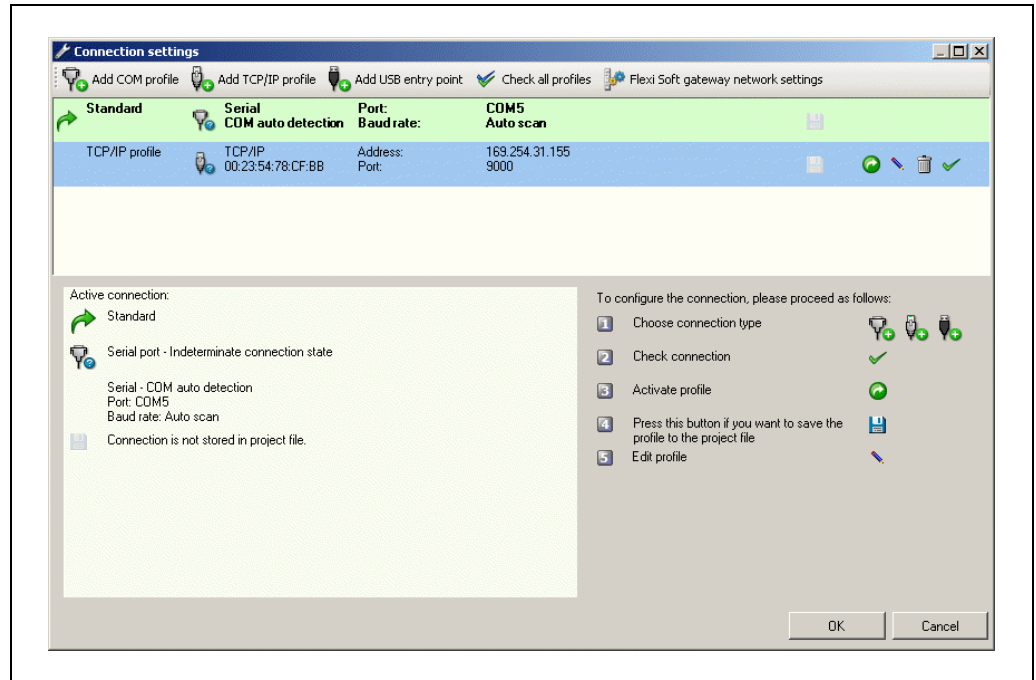 Connection settings
Add COM profile Add TCP/IP profile Add USB entry point Check all profiles Flexi Soft gateway network settings
Standard Serial Port: COM5
COM auto detection Baud rate: Auto scan
TCP/IP profile TCP/IP Address: 169.254.31.155
00:23:54:78:CF:BB Port: 9000
Active connection:
Standard
Serial port - Indeterminate connection state
Serial - COM auto detection
Port: COM5
Baud rate: Auto scan
Connection is not stored in project file.
To configure the connection, please proceed as follows:
1 Choose connection type
2 Check connection
3 Activate profile
4 Press this button if you want to save the
profile to the project file
5 Edit profile
OK Cancel